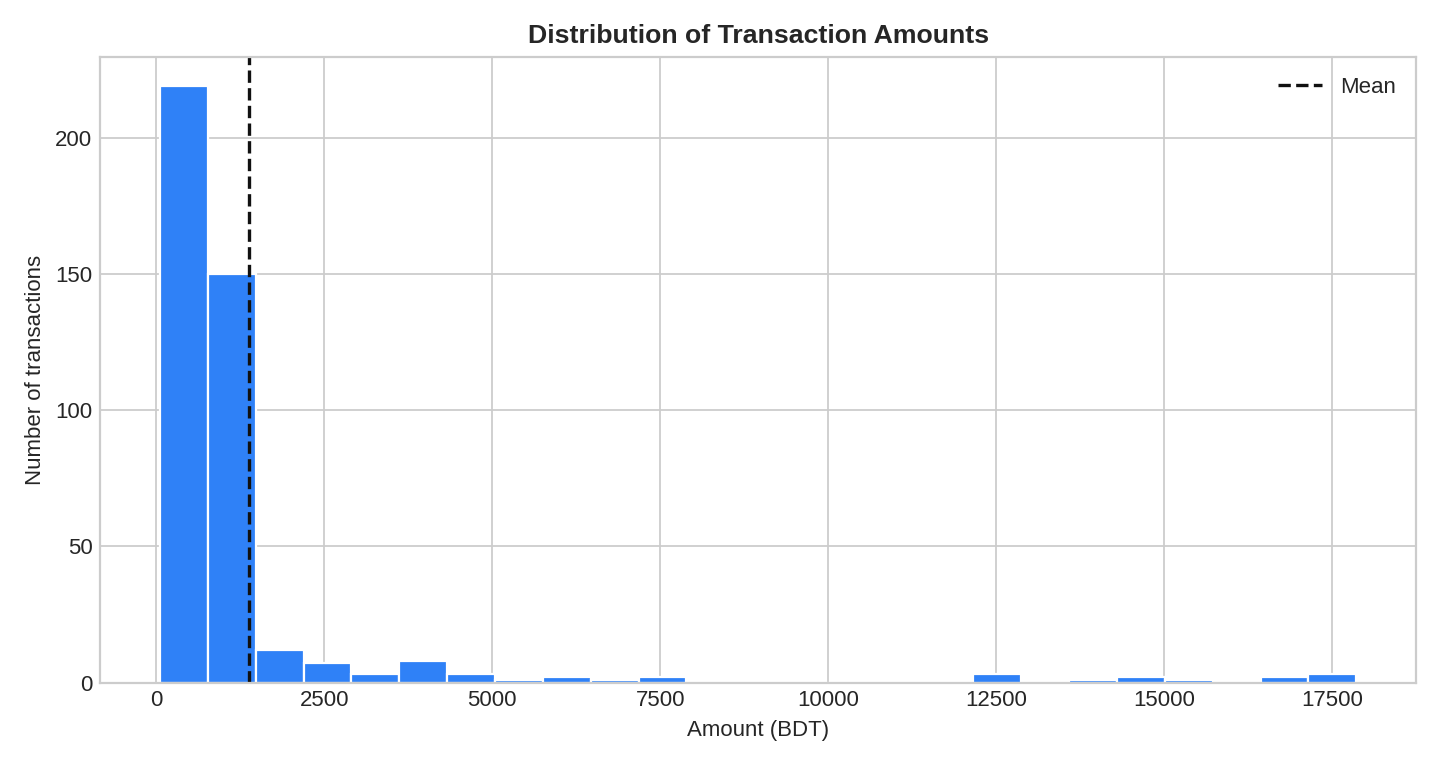 Distribution of Transaction Amounts
Mean
Number of transactions
200
150
100
50
0
0 2500 5000 7500 10000 12500 15000 17500
Amount (BDT)